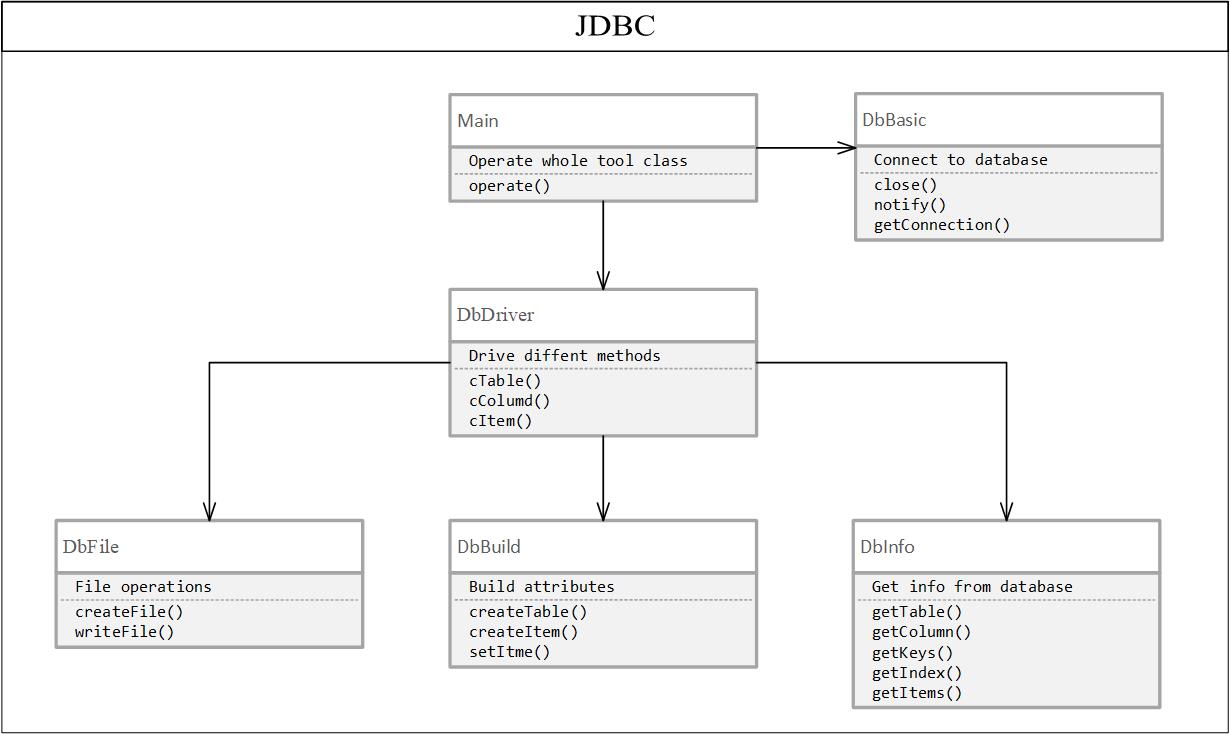 JDBC
Main
Operate whole tool class
operate()
DbBasic
Connect to database
close()
notify()
getConnection()
DbDriver
Drive diffent methods
cTable()
cColumd()
cItem()
DbFile
File operations
createFile()
writeFile()
DbBuild
Build attributes
createTable()
createItem()
setItme()
DbInfo
Get info from database
getTable()
getColumn()
getKeys()
getIndex()
getItems()